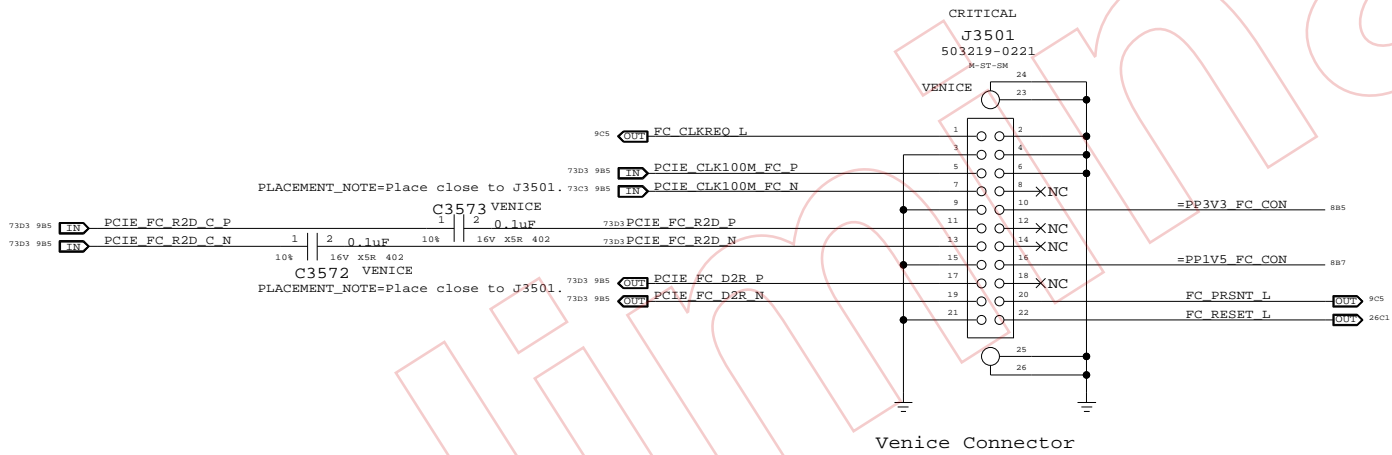 CRITICAL
J3501
503219-0221
M-ST-SM
VENICE
24
23
9C5 OUT FC_CLKREQ_L 1 2
3 4
73D3 9B5 IN PCIE_CLK100M_FC_P 5 6
PLACEMENT_NOTE=Place close to J3501. 73C3 9B5 IN PCIE_CLK100M_FC_N 7 8 NC
C3573 VENICE 9 10 =PP3V3_FC_CON 8B5
73D3 9B5 IN PCIE_FC_R2D_C_P 1 2 0.1uF 73D3 PCIE_FC_R2D_P 11 12 NC
10% 16V X5R 402
73D3 9B5 IN PCIE_FC_R2D_C_N 1 2 0.1uF 73D3 PCIE_FC_R2D_N 13 14 NC
10% 16V X5R 402
C3572 VENICE 15 16 =PP1V5_FC_CON 8B7
73D3 9B5 OUT PCIE_FC_D2R_P 17 18 NC
PLACEMENT_NOTE=Place close to J3501. 73D3 9B5 OUT PCIE_FC_D2R_N 19 20 FC_PRSNT_L OUT 9C5
21 22 FC_RESET_L OUT 26C1
25
26
Venice Connector